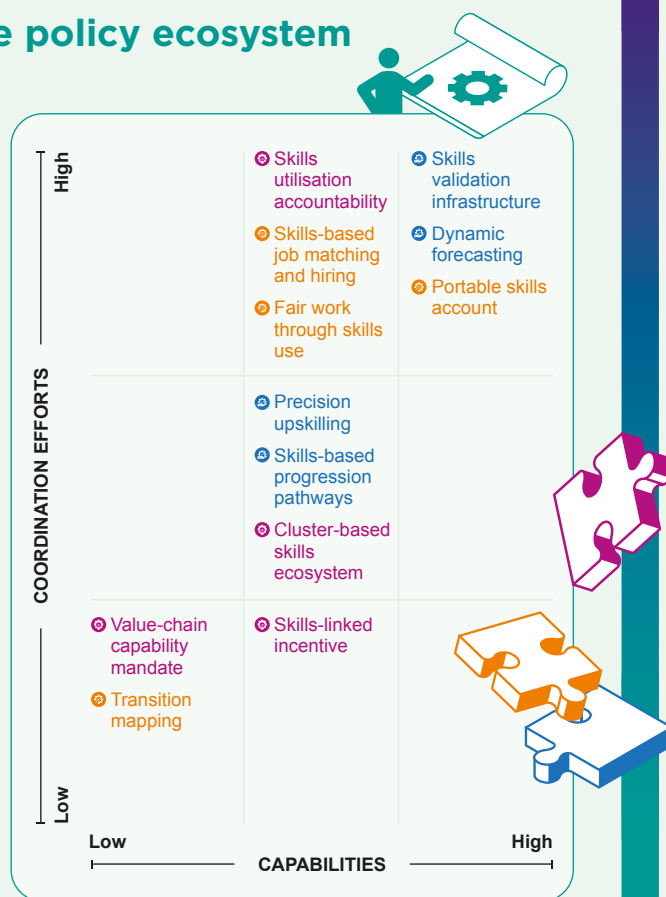 e policy ecosystem
High
COORDINATION EFFORTS
Low
Skills
utilisation
accountability
Skills-based
job matching
and hiring
Fair work
through skills
use
Skills
validation
infrastructure
Dynamic
forecasting
Portable skills
account
Precision
upskilling
Skills-based
progression
pathways
Cluster-based
skills
ecosystem
Value-chain
capability
mandate
Transition
mapping
Skills-linked
incentive
Low
CAPABILITIES
High